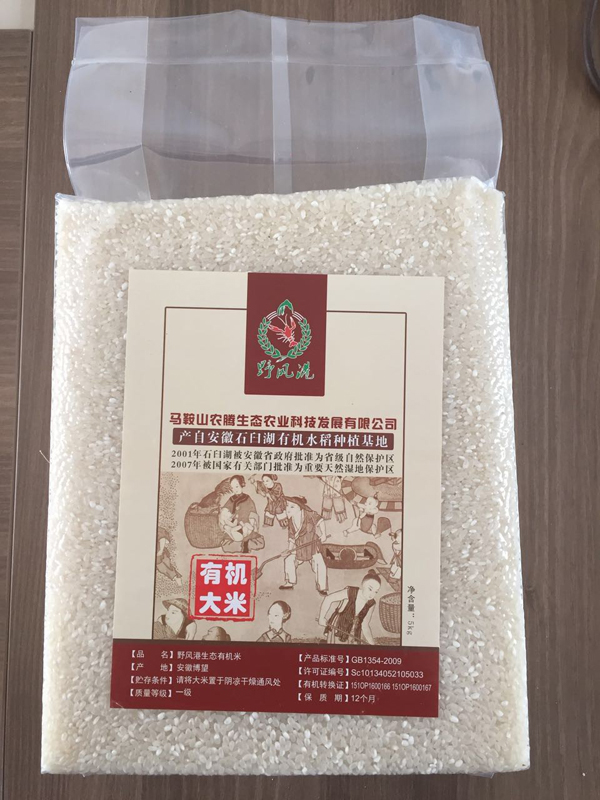 野风港
马鞍山农腾生态农业科技发展有限公司
产自安徽石臼湖有机水稻种植基地
2001年石臼湖被安徽省政府批准为省级自然保护区
2007年被国家有关部门批准为重要天然湿地保护区
有机
大米
净含量：5kg
【品 名】野风港生态有机米
【产 地】安徽博望
【贮存条件】请将大米置于阴凉干燥通风处
【质量等级】一级
【产品标准号】GB1354-2009
【许可证编号】Sc10134052105033
【有机转换证】151OP1600166 151OP1600167
【保 质 期】12个月